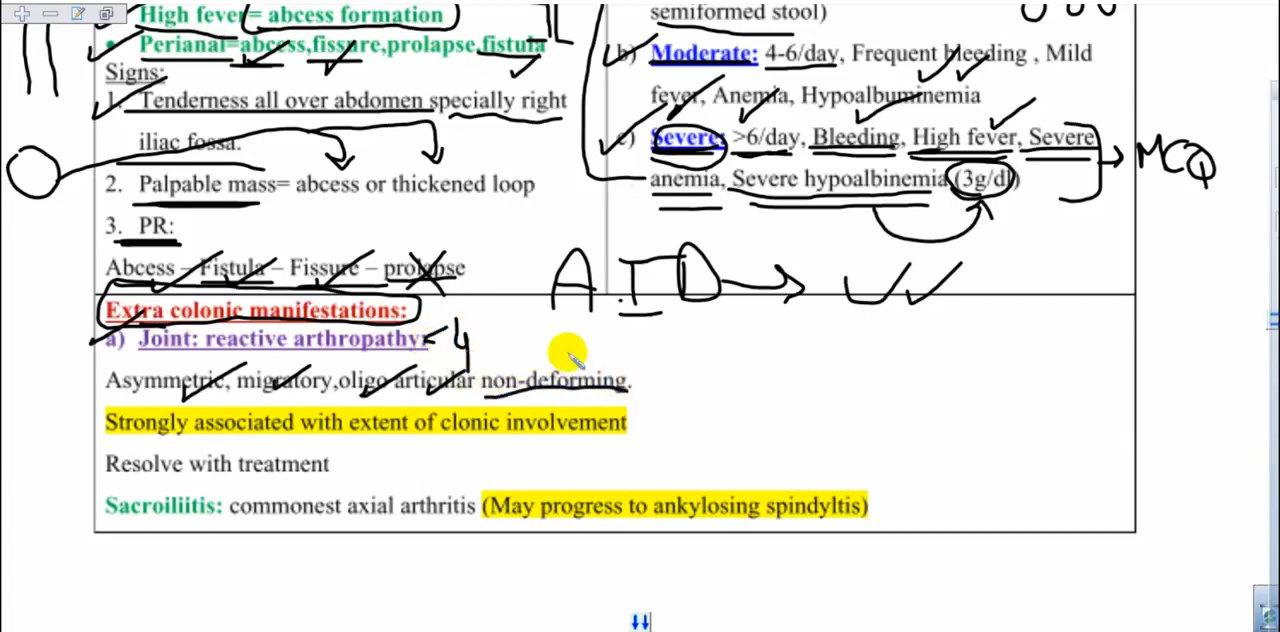 High fever= abcess formation
• Perianal=abcess,fissure,prolapse,fistula
Signs:
1. Tenderness all over abdomen specially right
iliac fossa.
2. Palpable mass= abcess or thickened loop
3. PR:
Abcess – Fistula – Fissure – prolapse
semiformed stool)
b) Moderate: 4-6/day, Frequent bleeding , Mild
fever, Anemia, Hypoalbuminemia
c) Severe: >6/day, Bleeding, High fever, Severe
anemia, Severe hypoalbinemia (3g/dl)
MCQ
A.I.D
Extra colonic manifestations:
a) Joint: reactive arthropathy: 4
Asymmetric, migratory,oligo articular non-deforming.
Strongly associated with extent of clonic involvement
Resolve with treatment
Sacroiliitis: commonest axial arthritis (May progress to ankylosing spindyltis)